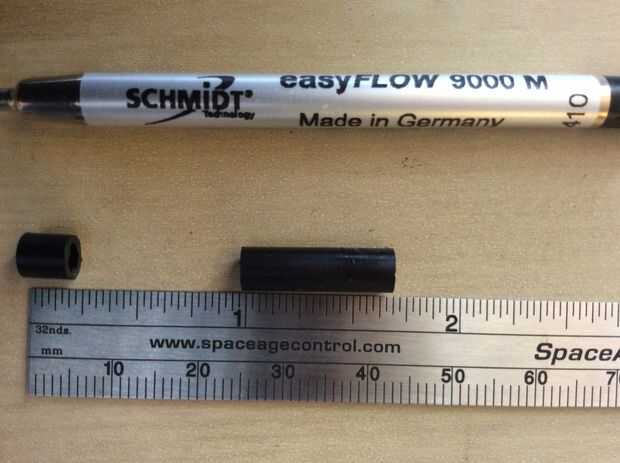 easyFLOW 9000 M
SCHMiDT®
Technology
Made in Germany
410
1 2
32nds.
mm
www.spaceagecontrol.com
SpaceA
10 20 30 40 50 60 7